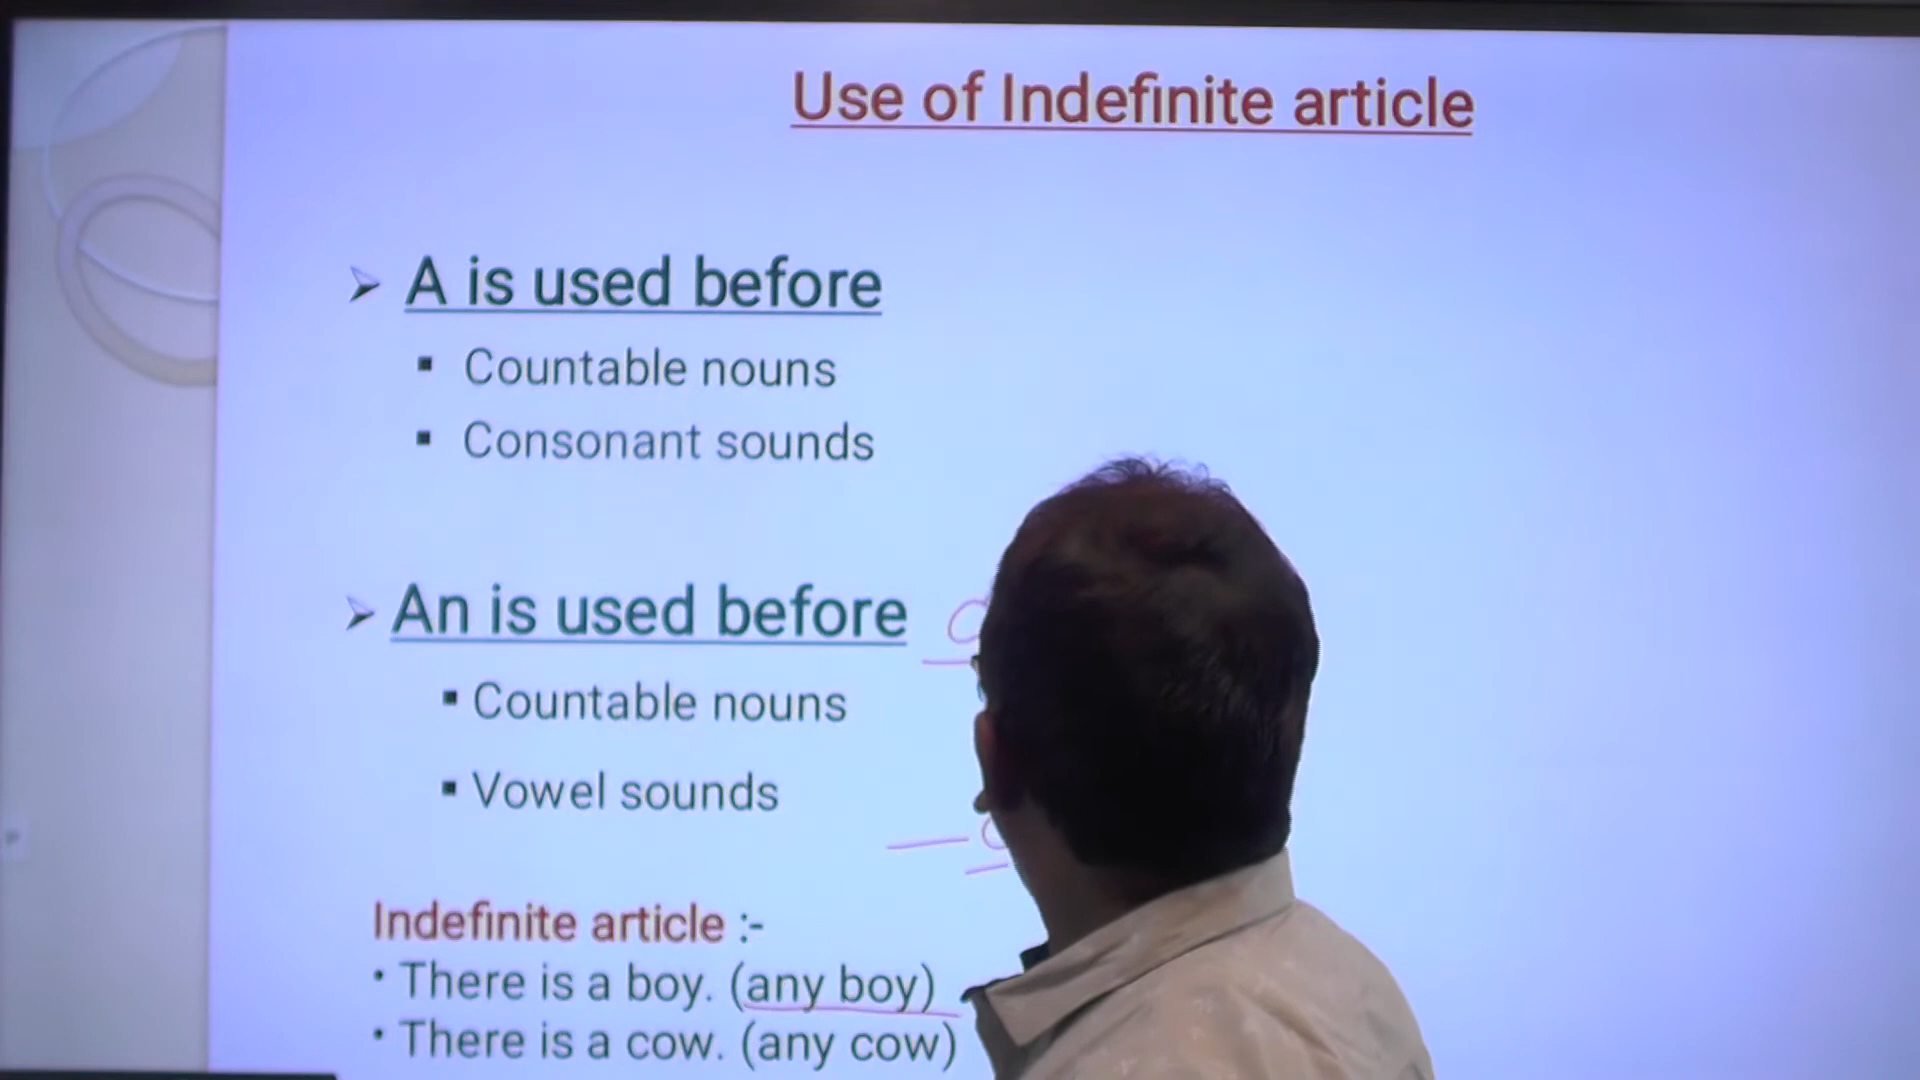 Use of Indefinite article
A is used before
Countable nouns
Consonant sounds
An is used before
Countable nouns
Vowel sounds
Indefinite article :-
There is a boy. (any boy)
There is a cow. (any cow)